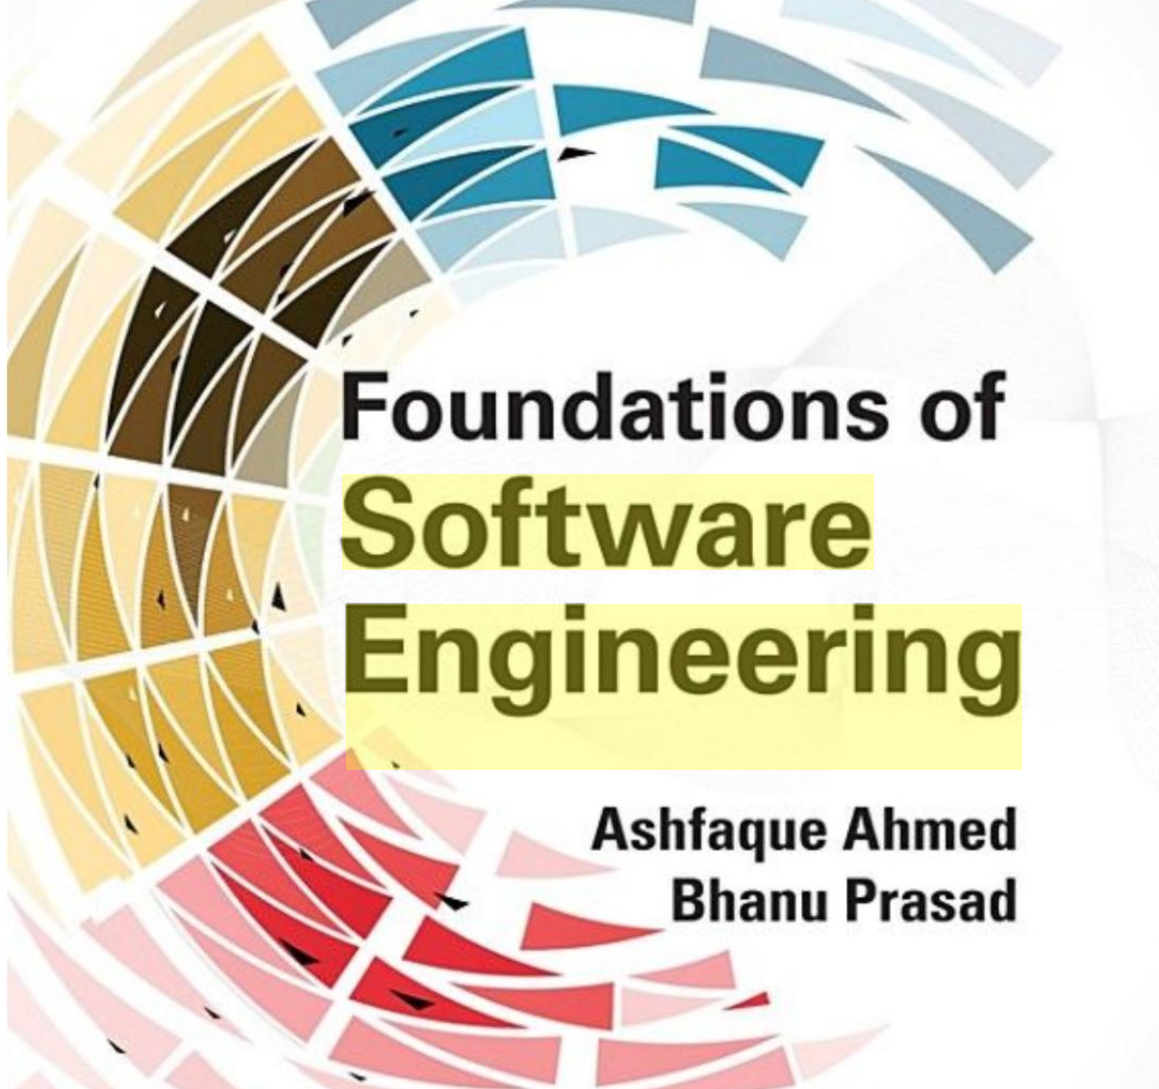 Foundations of
Software
Engineering
Ashfaque Ahmed
Bhanu Prasad